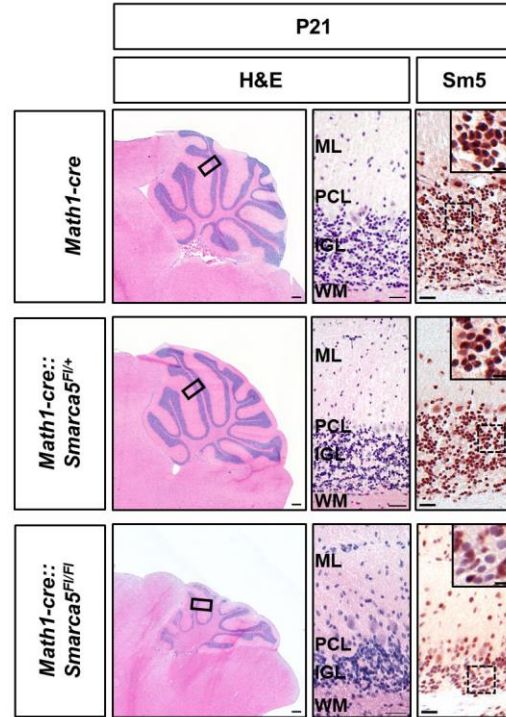 P21
H&E
Sm5
Math1-cre
ML
PCL
IGL
WM
Math1-cre::
Smarca5Fl/+
ML
PCL
IGL
WM
Math1-cre::
Smarca5Fl/Fl
ML
PCL
IGL
WM